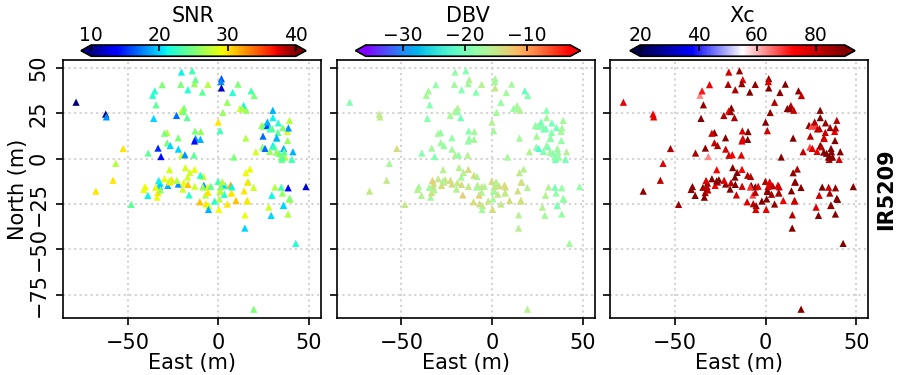 SNR DBV Xc
10 20 30 40 −30 −20 −10 20 40 60 80
50
25
0
−25
−50
−75
North (m)
IR5209
−50 0 50 −50 0 50 −50 0 50
East (m) East (m) East (m)